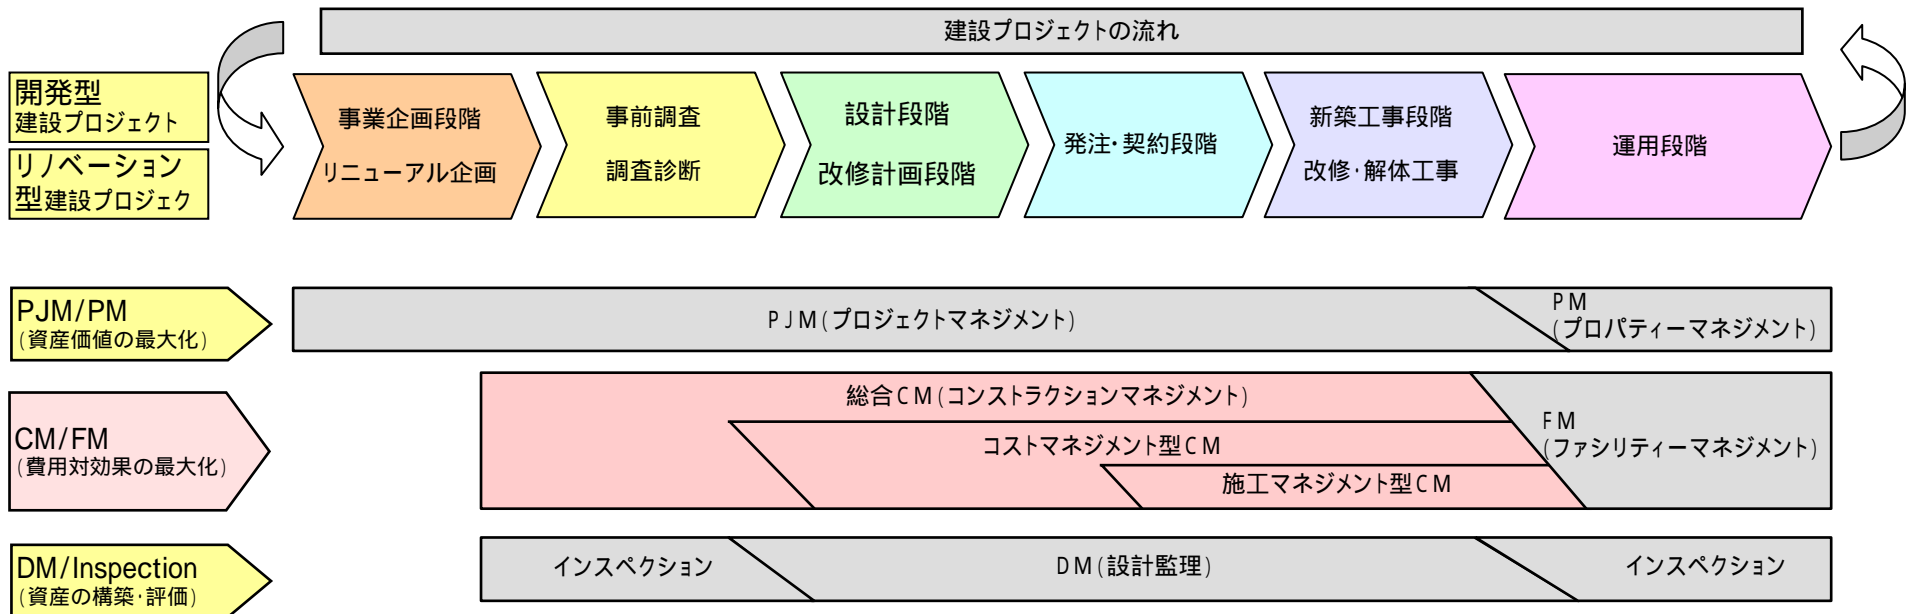 建設プロジェクトの流れ
開発型
建設プロジェクト
リノベーション
型建設プロジェク
事業企画段階
リニューアル企画
事前調査
調査診断
設計段階
改修計画段階
発注・契約段階
新築工事段階
改修・解体工事
運用段階
PJM/PM
(資産価値の最大化)
PJM(プロジェクトマネジメント)
PM
(プロパティーマネジメント)
CM/FM
(費用対効果の最大化)
総合CM(コンストラクションマネジメント)
コストマネジメント型CM
施工マネジメント型CM
FM
(ファシリティーマネジメント)
DM/Inspection
(資産の構築・評価)
インスペクション
DM(設計監理)
インスペクション